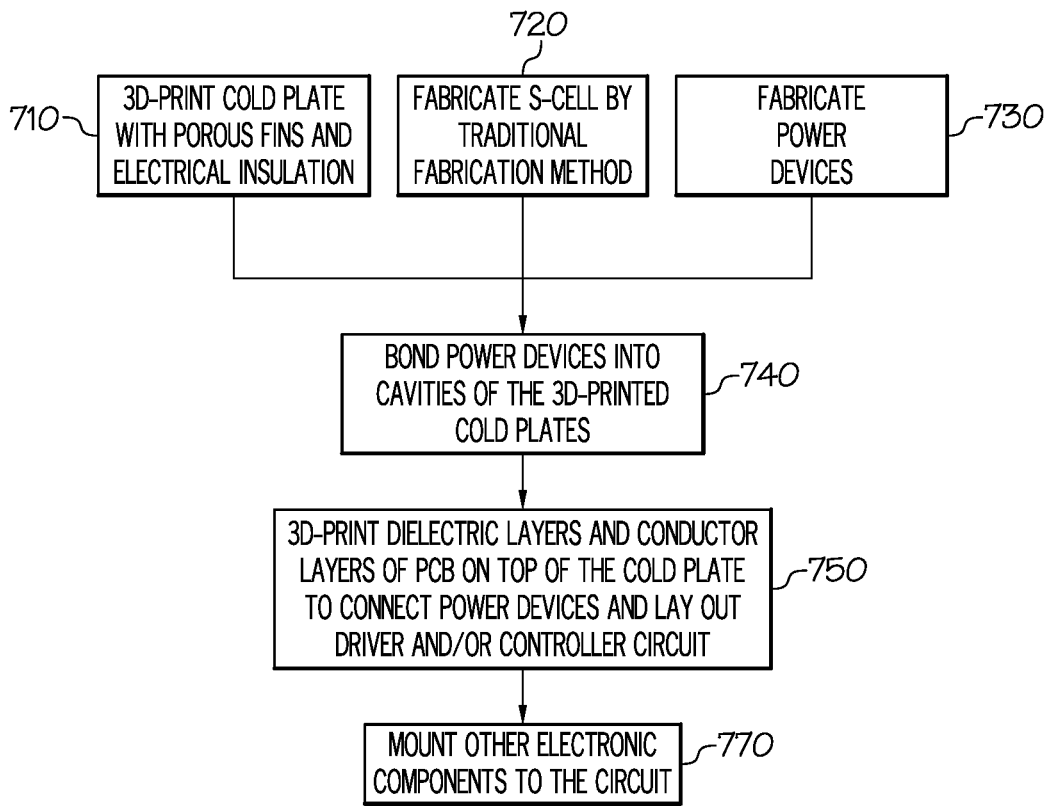 720
710
3D-PRINT COLD PLATE
WITH POROUS FINS AND
ELECTRICAL INSULATION
FABRICATE S-CELL BY
TRADITIONAL
FABRICATION METHOD
FABRICATE
POWER
DEVICES
730
BOND POWER DEVICES INTO
CAVITIES OF THE 3D-PRINTED
COLD PLATES
740
3D-PRINT DIELECTRIC LAYERS AND CONDUCTOR
LAYERS OF PCB ON TOP OF THE COLD PLATE
TO CONNECT POWER DEVICES AND LAY OUT
DRIVER AND/OR CONTROLLER CIRCUIT
750
MOUNT OTHER ELECTRONIC
COMPONENTS TO THE CIRCUIT
770